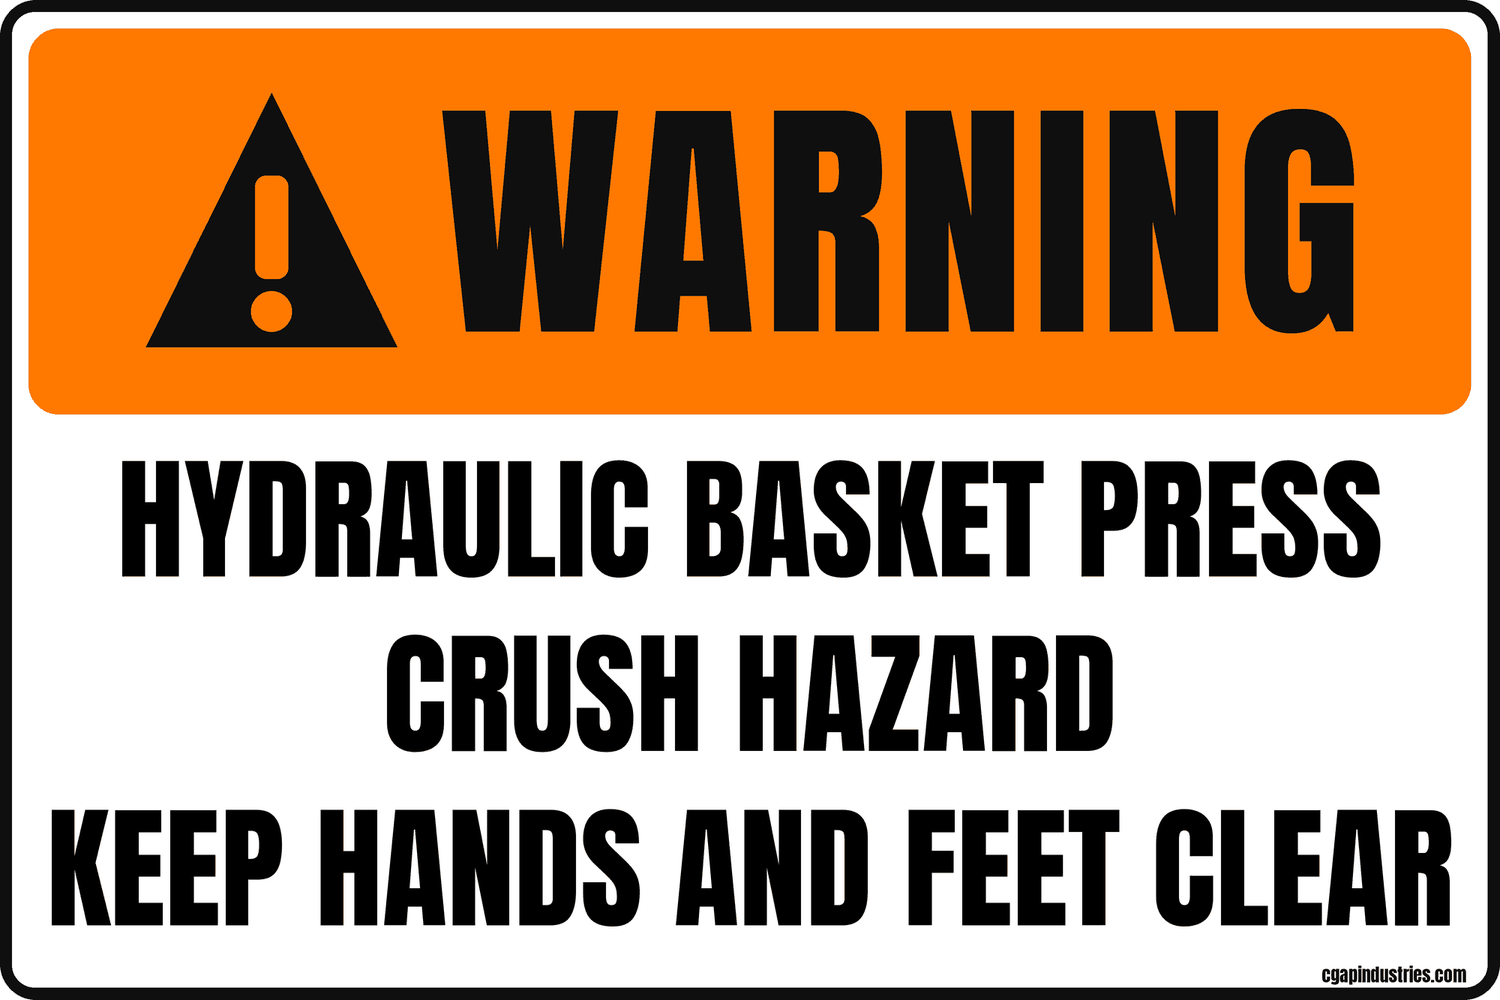 WARNING
HYDRAULIC BASKET PRESS
CRUSH HAZARD
KEEP HANDS AND FEET CLEAR
cgapindustries.com